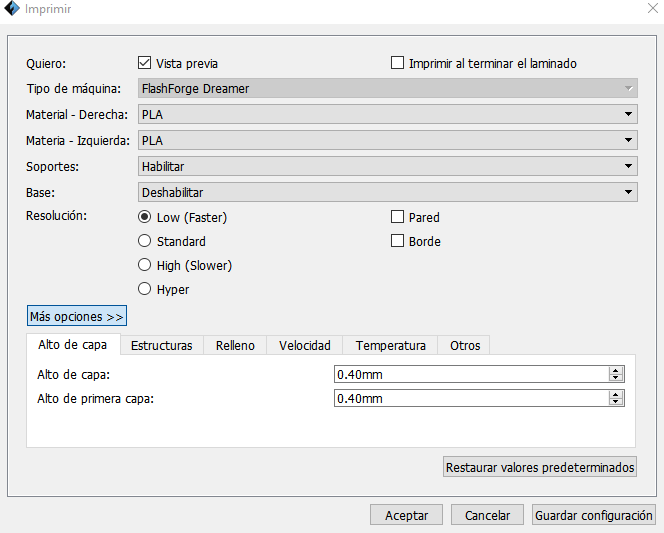 Imprimir
Quiero: Vista previa Imprimir al terminar el laminado
Tipo de máquina: FlashForge Dreamer
Material - Derecha: PLA
Materia - Izquierda: PLA
Soportes: Habilitar
Base: Deshabilitar
Resolución: Low (Faster) Pared
Standard Borde
High (Slower)
Hyper
Más opciones >>
Alto de capa Estructuras Relleno Velocidad Temperatura Otros
Alto de capa: 0.40mm
Alto de primera capa: 0.40mm
Restaurar valores predeterminados
Aceptar Cancelar Guardar configuración